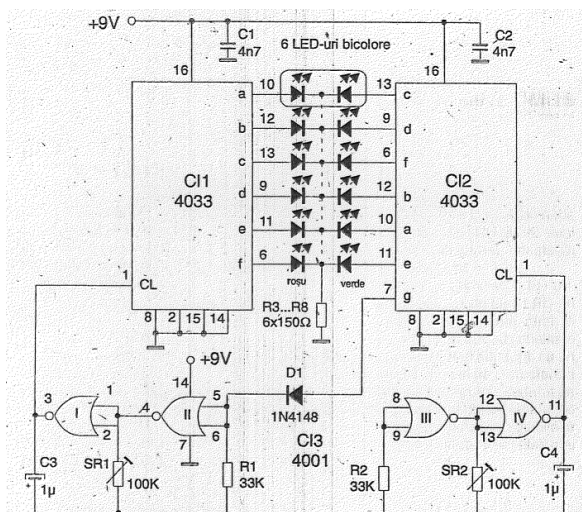 +9V
C1
4n7
C2
4n7
6 LED-uri bicolore
16
16
a
10
13
c
b
12
9
d
c
13
6
f
CI1
4033
CI2
4033
d
9
12
b
e
11
10
a
f
6
11
e
roşu
verde
7
g
1
CL
CL
1
8
2
15
14
R3...R8
6x150Ω
8
2
15
14
+9V
14
D1
1N4148
3
I
1
2
4
II
5
6
7
CI3
4001
8
9
III
12
13
IV
11
C3
1µ
SR1
100K
R1
33K
R2
33K
SR2
100K
C4
1µ